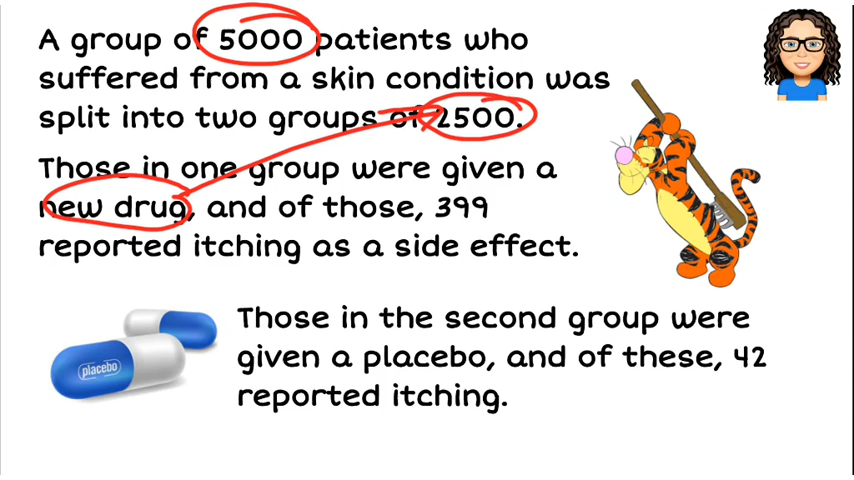 A group of 5000 patients who
suffered from a skin condition was
split into two groups of 2500.
Those in one group were given a
new drug, and of those, 399
reported itching as a side effect.
placebo
Those in the second group were
given a placebo, and of these, 42
reported itching.